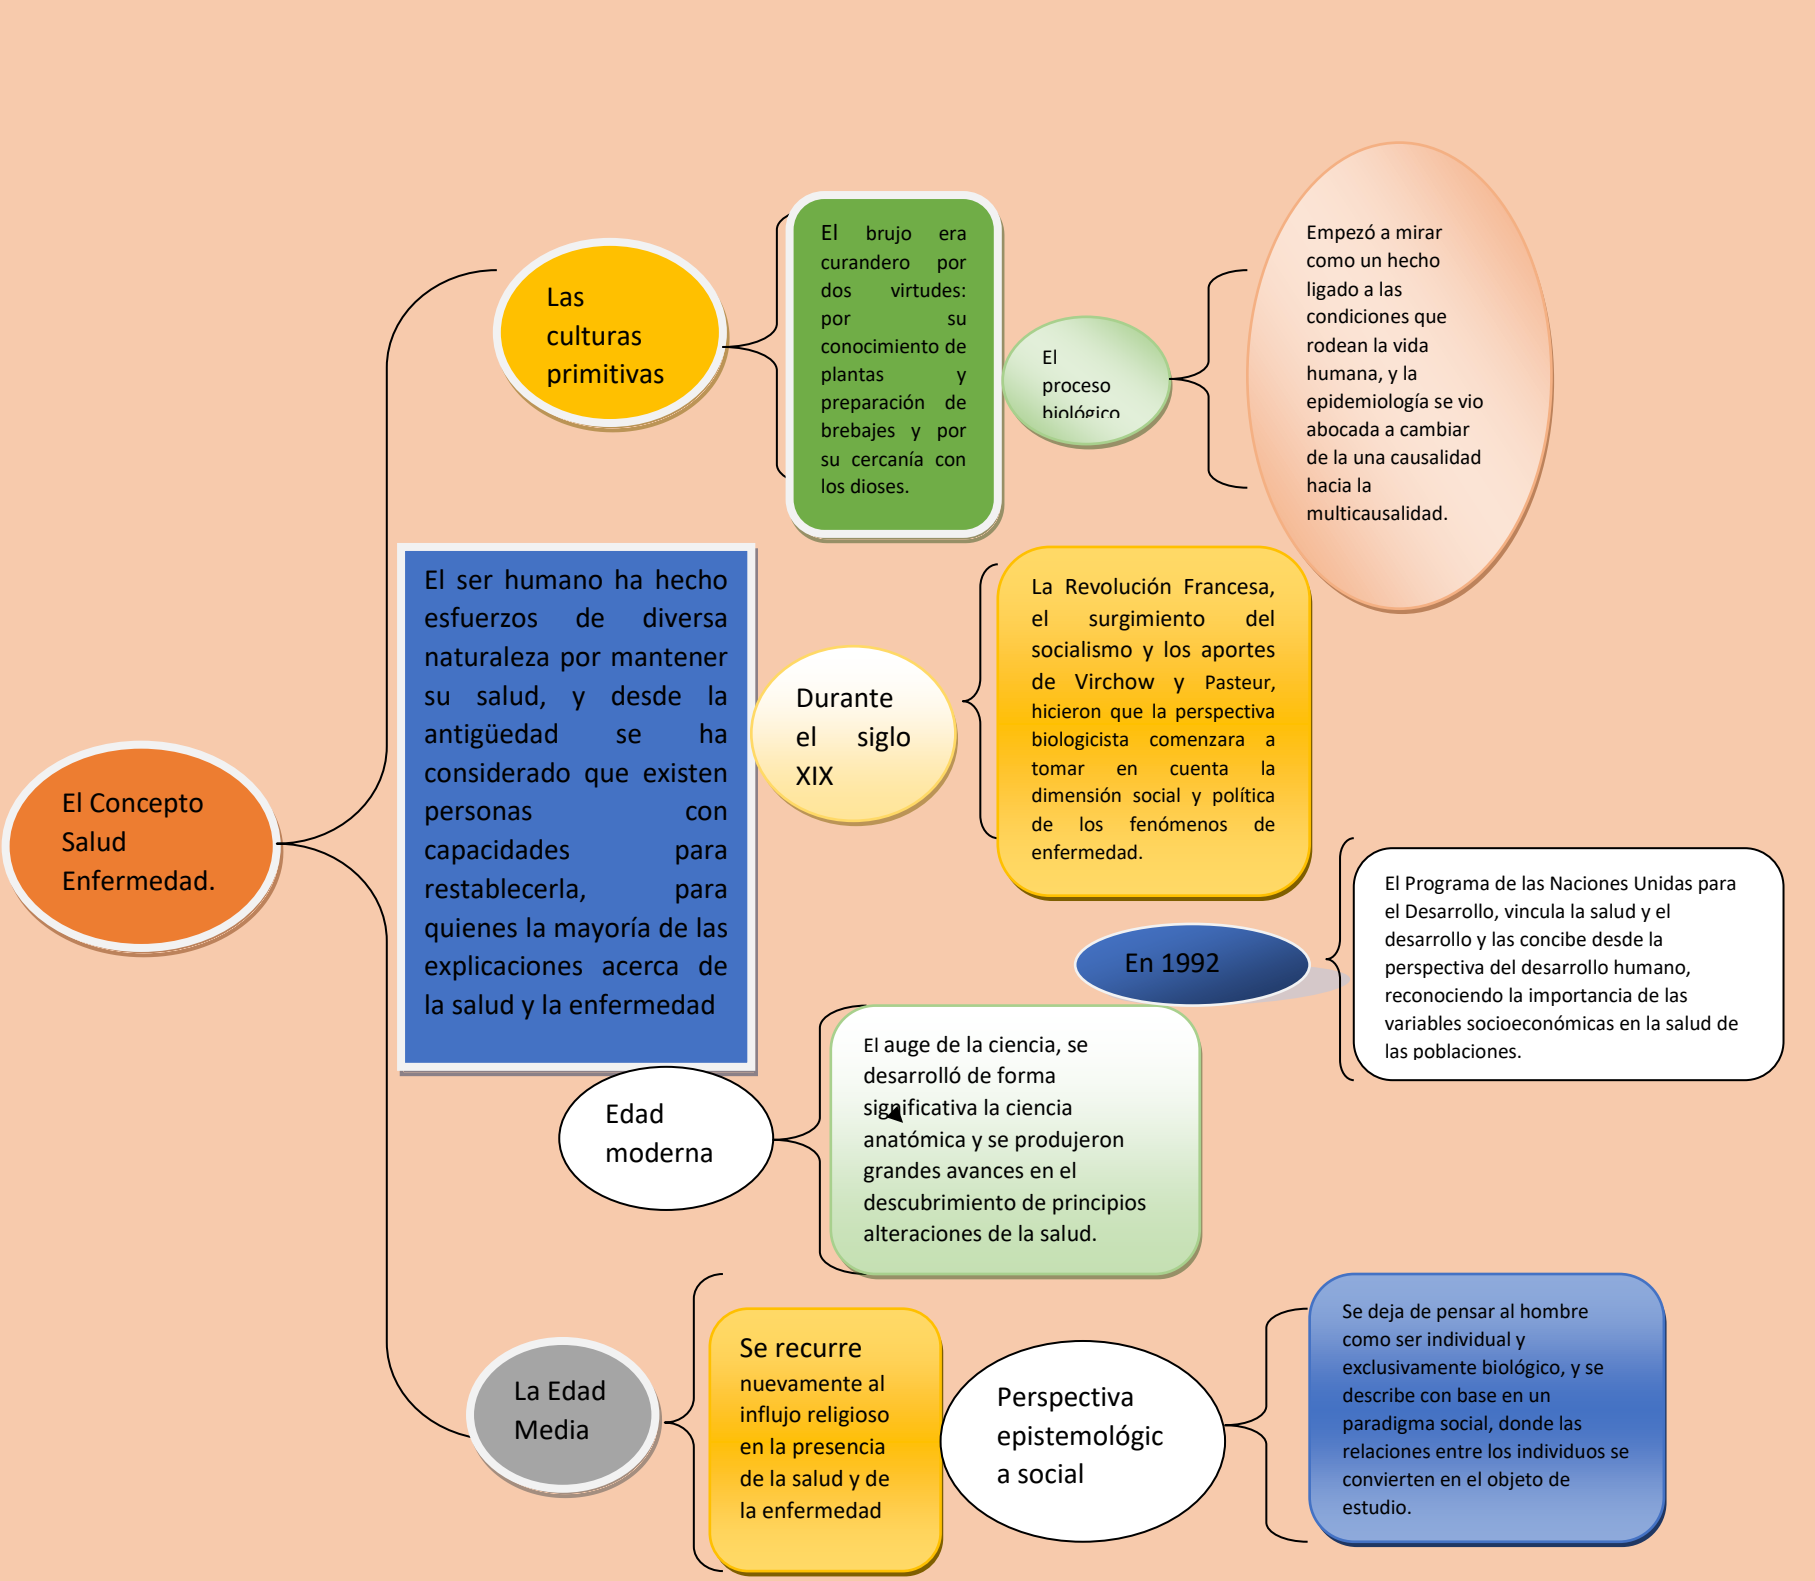 El Concepto
Salud
Enfermedad.
Las
culturas
primitivas
El brujo era
curandero por
dos virtudes:
por su
conocimiento de
plantas y
preparación de
brebajes y por
su cercanía con
los dioses.
El
proceso
biológico
Empezó a mirar
como un hecho
ligado a las
condiciones que
rodean la vida
humana, y la
epidemiología se vio
abocada a cambiar
de la una causalidad
hacia la
multicausalidad.
El ser humano ha hecho
esfuerzos de diversa
naturaleza por mantener
su salud, y desde la
antigüedad se ha
considerado que existen
personas con
capacidades para
restablecerla, para
quienes la mayoría de las
explicaciones acerca de
la salud y la enfermedad
Durante
el siglo
XIX
La Revolución Francesa,
el surgimiento del
socialismo y los aportes
de Virchow y Pasteur,
hicieron que la perspectiva
biologicista comenzara a
tomar en cuenta la
dimensión social y política
de los fenómenos de
enfermedad.
En 1992
El Programa de las Naciones Unidas para
el Desarrollo, vincula la salud y el
desarrollo y las concibe desde la
perspectiva del desarrollo humano,
reconociendo la importancia de las
variables socioeconómicas en la salud de
las poblaciones.
Edad
moderna
El auge de la ciencia, se
desarrolló de forma
significativa la ciencia
anatómica y se produjeron
grandes avances en el
descubrimiento de principios
alteraciones de la salud.
La Edad
Media
Se recurre
nuevamente al
influjo religioso
en la presencia
de la salud y de
la enfermedad
Perspectiva
epistemológic
a social
Se deja de pensar al hombre
como ser individual y
exclusivamente biológico, y se
describe con base en un
paradigma social, donde las
relaciones entre los individuos se
convierten en el objeto de
estudio.